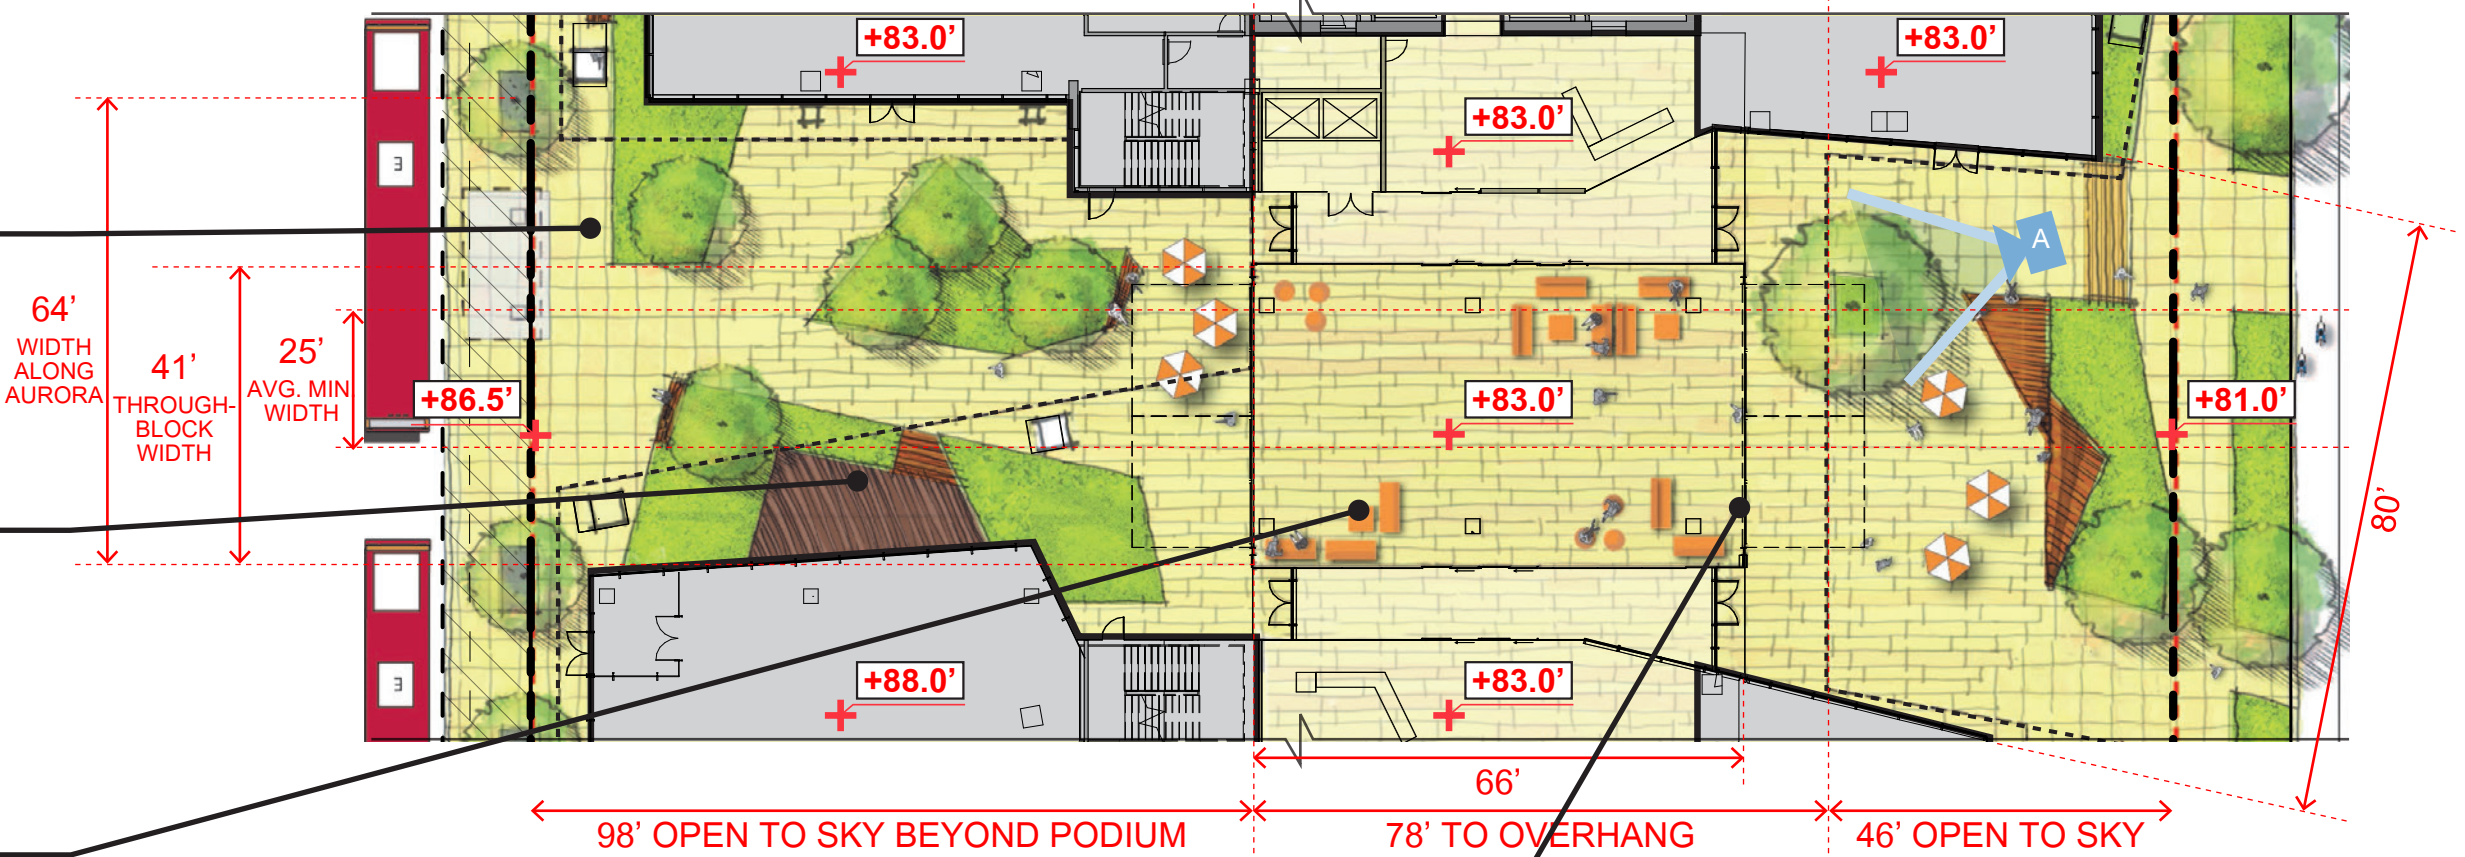 +83.0’
+83.0’
+83.0’
A
64’
WIDTH
ALONG
AURORA
41’
THROUGH-
BLOCK
WIDTH
25’
AVG. MIN
WIDTH
+86.5’
+83.0’
+81.0’
80’
+88.0’
+83.0’
66’
98’ OPEN TO SKY BEYOND PODIUM
78’ TO OVERHANG
46’ OPEN TO SKY